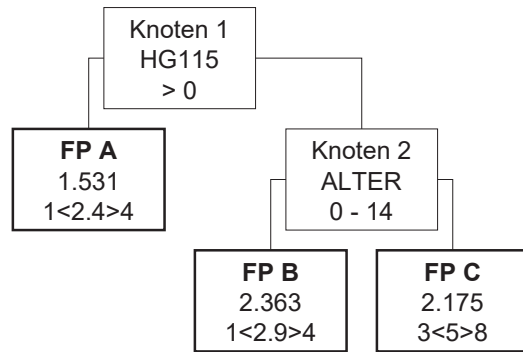 Knoten 1
HG115
> 0
FP A
1.531
1<2.4>4
Knoten 2
ALTER
0 - 14
FP B
2.363
1<2.9>4
FP C
2.175
3<5>8